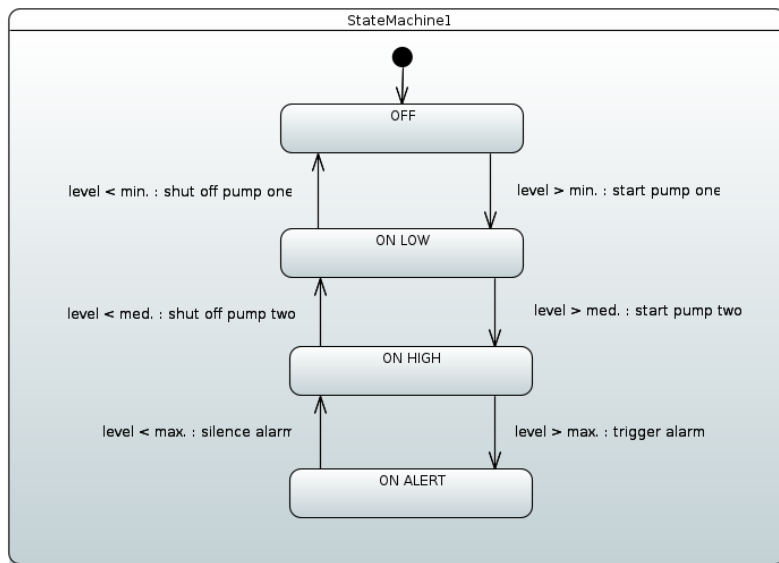 StateMachine1
OFF
level < min. : shut off pump one
level > min. : start pump one
ON LOW
level < med. : shut off pump two
level > med. : start pump two
ON HIGH
level < max. : silence alarm
level > max. : trigger alarm
ON ALERT